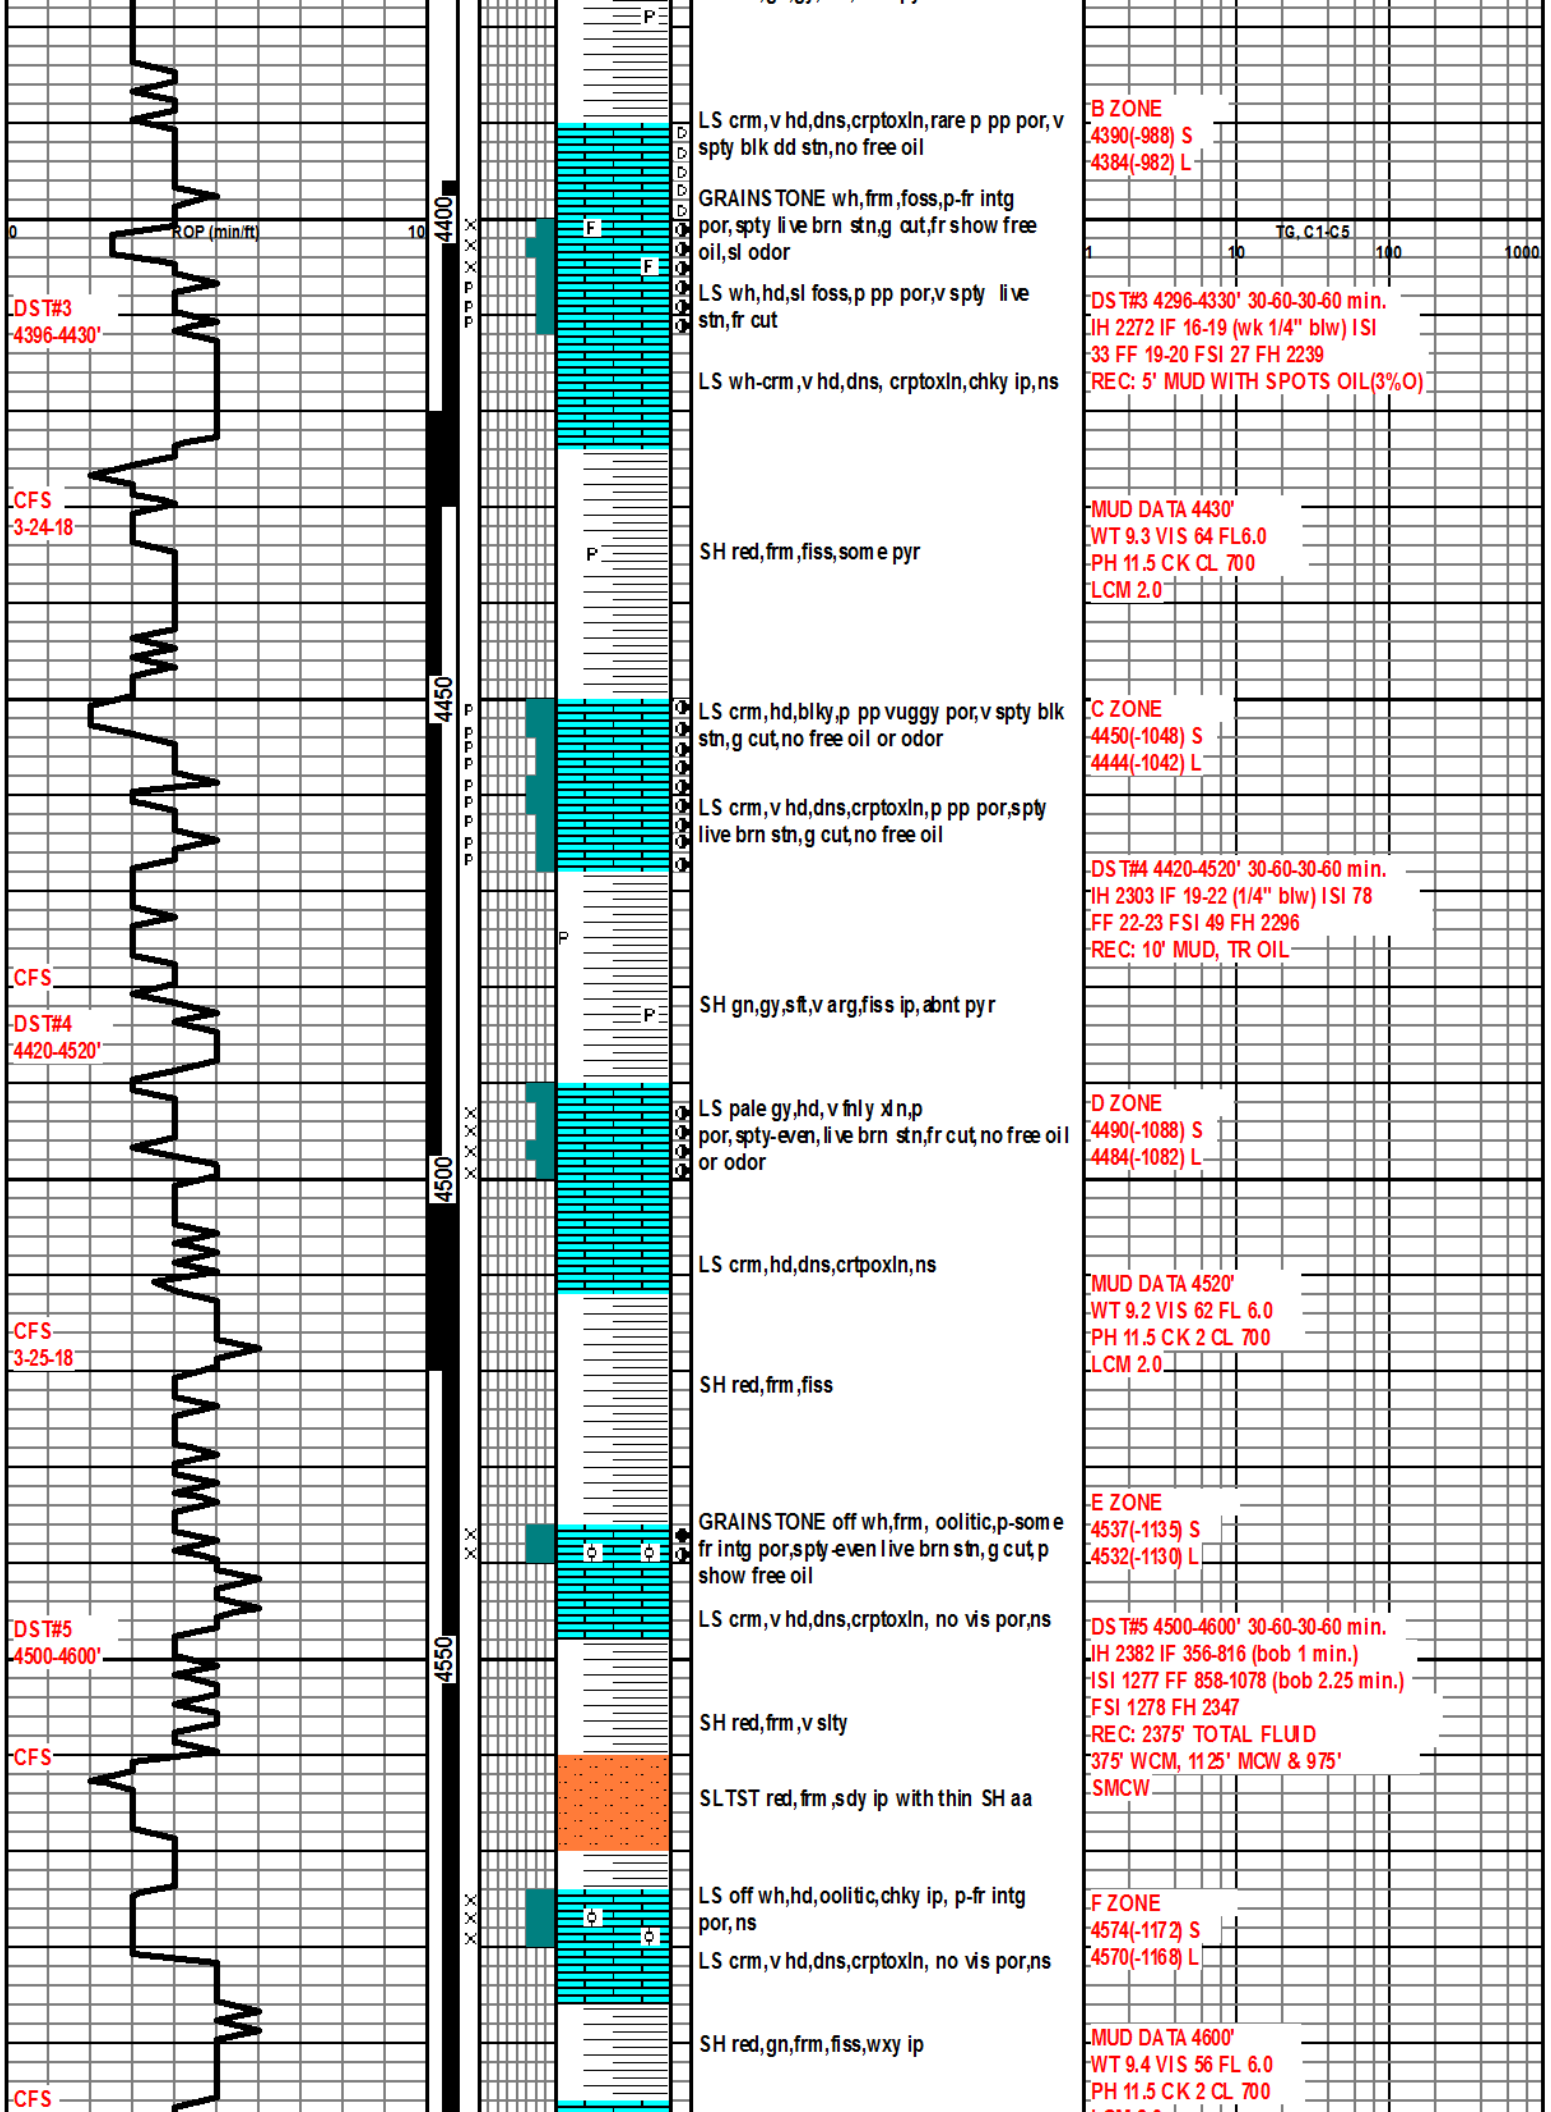 LS crm,v hd,dns,crptoxln,rare p pp por,v
spty blk dd stn,no free oil
B ZONE
4390(-988) S
4384(-982) L
GRAINSTONE wh,frm,foss,p-fr intg
por,spty live brn stn,g cut,fr show free
oil,sl odor
4400
0 ROP (min/ft) 10
TG, C1-C5
1 10 100 1000
LS wh,hd,sl foss,p pp por,v spty live
stn,fr cut
DST#3
4396-4430'
DST#3 4296-4330' 30-60-30-60 min.
IH 2272 IF 16-19 (wk 1/4" blw) ISI
33 FF 19-20 FSI 27 FH 2239
REC: 5' MUD WITH SPOTS OIL(3%O)
LS wh-crm,v hd,dns, crptoxln,chky ip,ns
CFS
3-24-18
MUD DATA 4430'
WT 9.3 VIS 64 FL6.0
PH 11.5 CK CL 700
LCM 2.0
SH red,frm,fiss,some pyr
4450
LS crm,hd,blky,p pp vuggy por,v spty blk
stn,g cut,no free oil or odor
C ZONE
4450(-1048) S
4444(-1042) L
LS crm,v hd,dns,crptoxln,p pp por,spty
live brn stn,g cut,no free oil
DST#4 4420-4520' 30-60-30-60 min.
IH 2303 IF 19-22 (1/4" blw) ISI 78
FF 22-23 FSI 49 FH 2296
REC: 10' MUD, TR OIL
CFS
SH gn,gy,sft,v arg,fiss ip,abnt pyr
DST#4
4420-4520'
LS pale gy,hd,v fnly xln,p
por,spty-even,live brn stn,fr cut,no free oil
or odor
D ZONE
4490(-1088) S
4484(-1082) L
4500
LS crm,hd,dns,crtpoxln,ns
MUD DATA 4520'
WT 9.2 VIS 62 FL 6.0
PH 11.5 CK 2 CL 700
LCM 2.0
CFS
3-25-18
SH red,frm,fiss
GRAINSTONE off wh,frm, oolitic,p-some
fr intg por,spty-even live brn stn,g cut,p
show free oil
E ZONE
4537(-1135) S
4532(-1130) L
LS crm,v hd,dns,crptoxln, no vis por,ns
DST#5
4500-4600'
4550
DST#5 4500-4600' 30-60-30-60 min.
IH 2382 IF 356-816 (bob 1 min.)
ISI 1277 FF 858-1078 (bob 2.25 min.)
FSI 1278 FH 2347
REC: 2375' TOTAL FLUID
375' WCM, 1125' MCW & 975'
SMCW
SH red,frm,v slty
CFS
SLTST red,frm,sdy ip with thin SH aa
LS off wh,hd,oolitic,chky ip, p-fr intg
por,ns
F ZONE
4574(-1172) S
4570(-1168) L
LS crm,v hd,dns,crptoxln, no vis por,ns
SH red,gn,frm,fiss,wxy ip
MUD DATA 4600'
WT 9.4 VIS 56 FL 6.0
PH 11.5 CK 2 CL 700
CFS